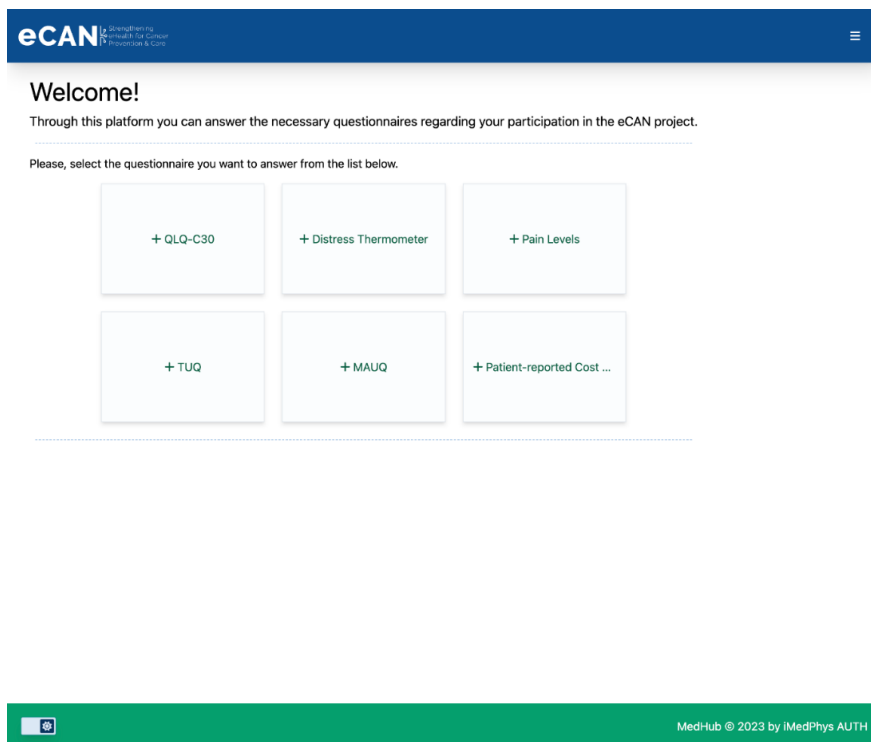 eCAN
Strengthening
eHealth for Cancer
Prevention & Care
Welcome!
Through this platform you can answer the necessary questionnaires regarding your participation in the eCAN project.
Please, select the questionnaire you want to answer from the list below.
+ QLQ-C30
+ Distress Thermometer
+ Pain Levels
+ TUQ
+ MAUQ
+ Patient-reported Cost ...
MedHub © 2023 by iMedPhys AUTH